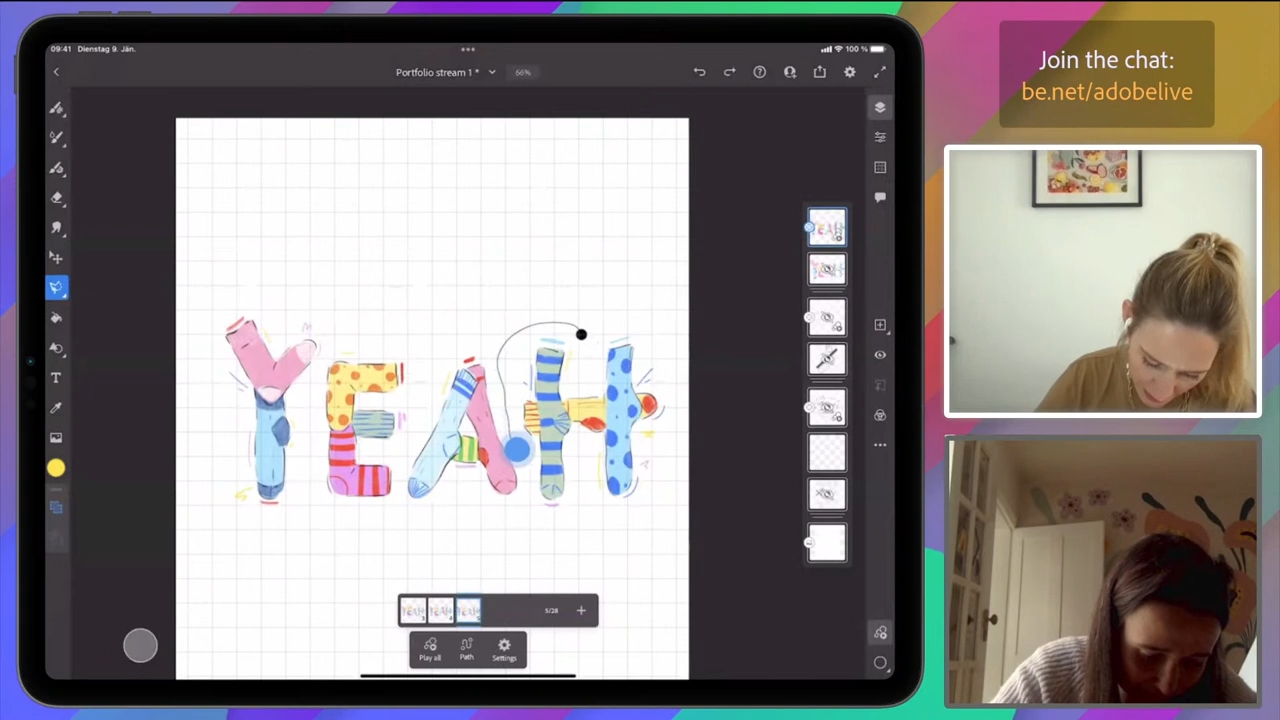 09:41 Dienstag 9. Jän.
100 %
Portfolio stream 1 *
66%
T
YEAH
5/28
Play all
Path
Settings
Join the chat:
be.net/adobelive